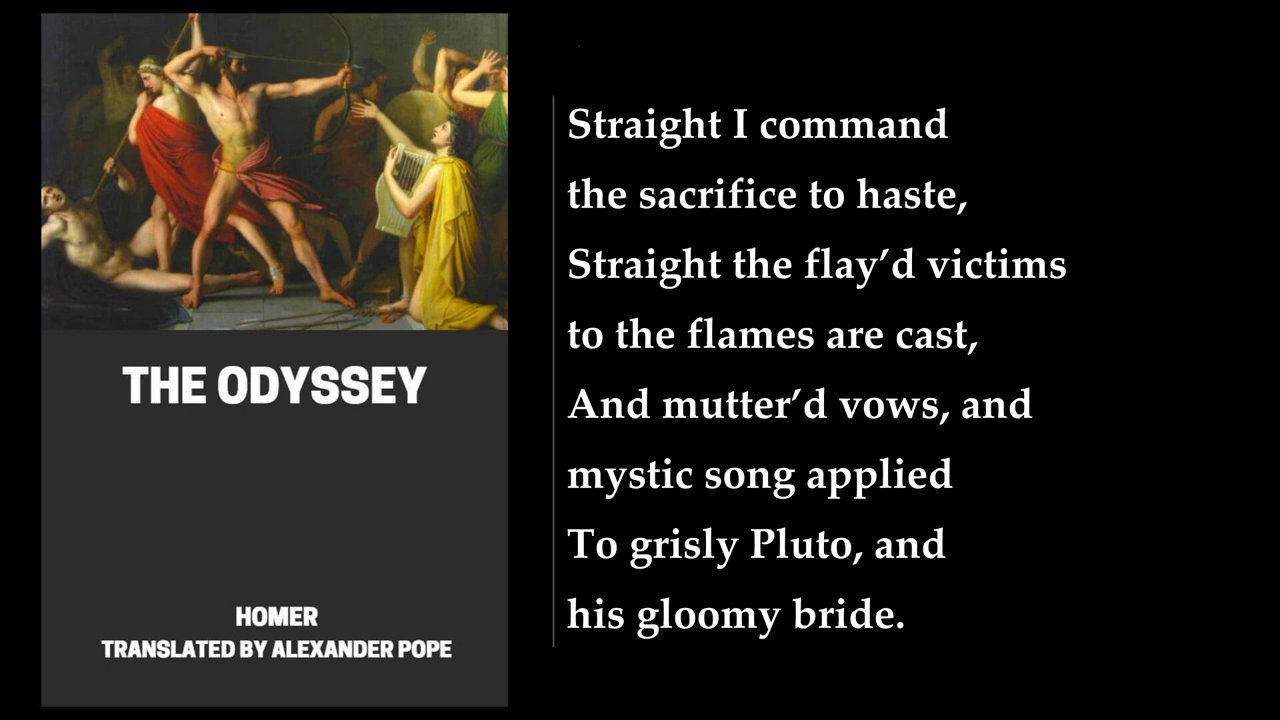 THE ODYSSEY
HOMER
TRANSLATED BY ALEXANDER POPE
Straight I command
the sacrifice to haste,
Straight the flay’d victims
to the flames are cast,
And mutter’d vows, and
mystic song applied
To grisly Pluto, and
his gloomy bride.